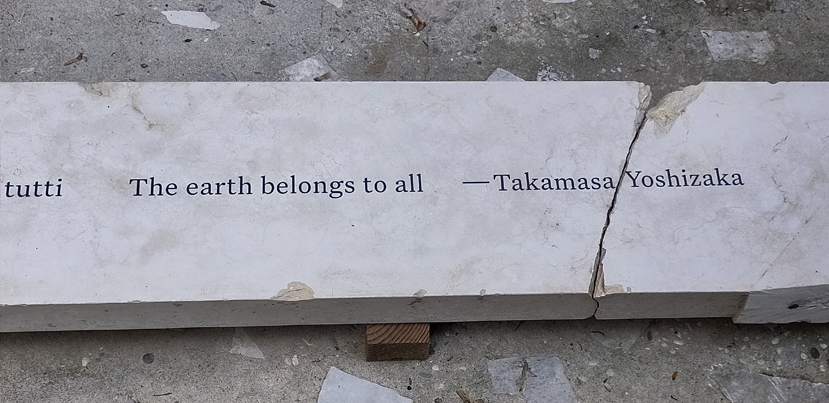 tutti The earth belongs to all —Takamasa Yoshizaka